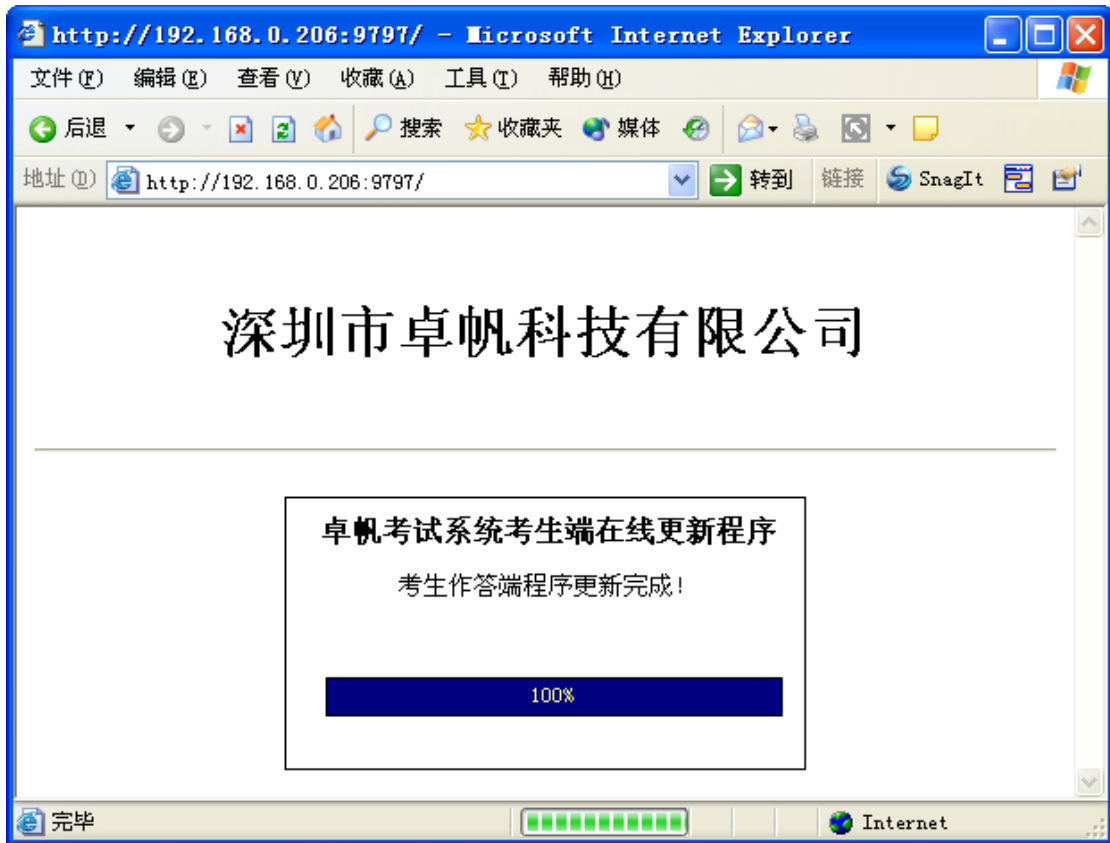 http://192.168.0.206:9797/ - Microsoft Internet Explorer
文件(F) 编辑(E) 查看(V) 收藏(A) 工具(T) 帮助(H)
后退 搜索 收藏夹 媒体
地址(D) http://192.168.0.206:9797/ 转到 链接 SnagIt
深圳市卓帆科技有限公司
卓帆考试系统考生端在线更新程序
考生作答端程序更新完成!
100%
完毕 Internet